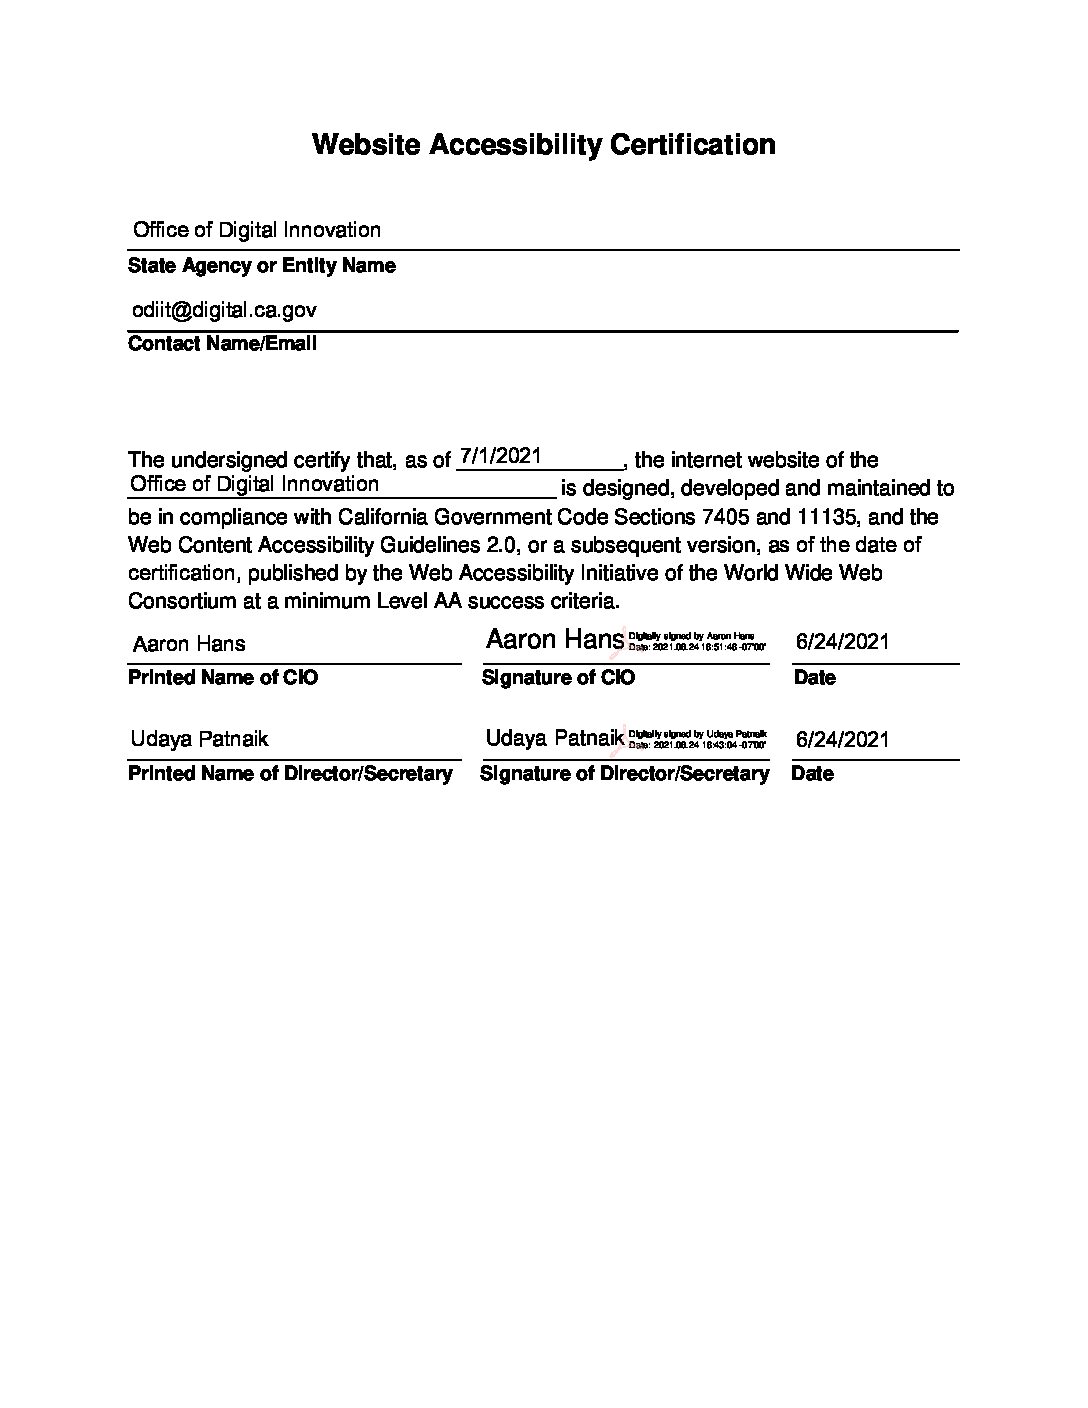 Website Accessibility Certification
Office of Digital Innovation
State Agency or Entity Name
odiit@digital.ca.gov
Contact Name/Email
The undersigned certify that, as of 7/1/2021, the internet website of the
Office of Digital Innovation is designed, developed and maintained to
be in compliance with California Government Code Sections 7405 and 11135, and the
Web Content Accessibility Guidelines 2.0, or a subsequent version, as of the date of
certification, published by the Web Accessibility Initiative of the World Wide Web
Consortium at a minimum Level AA success criteria.
Aaron Hans Aaron Hans Digitally signed by Aaron Hans 6/24/2021
Date: 2021.06.24 16:51:46 -07'00'
Printed Name of CIO Signature of CIO Date
Udaya Patnaik Udaya Patnaik Digitally signed by Udaya Patnaik 6/24/2021
Date: 2021.06.24 16:43:04 -07'00'
Printed Name of Director/Secretary Signature of Director/Secretary Date